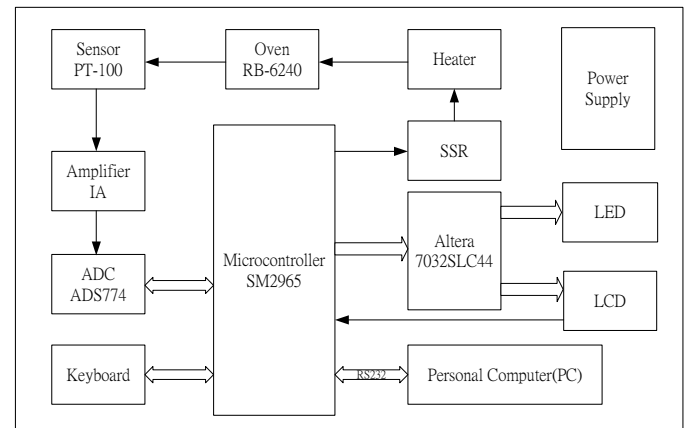 Sensor
PT-100
Oven
RB-6240
Heater
Power
Supply
SSR
Amplifier
IA
Microcontroller
SM2965
Altera
7032SLC44
LED
ADC
ADS774
LCD
Keyboard
RS232
Personal Computer(PC)